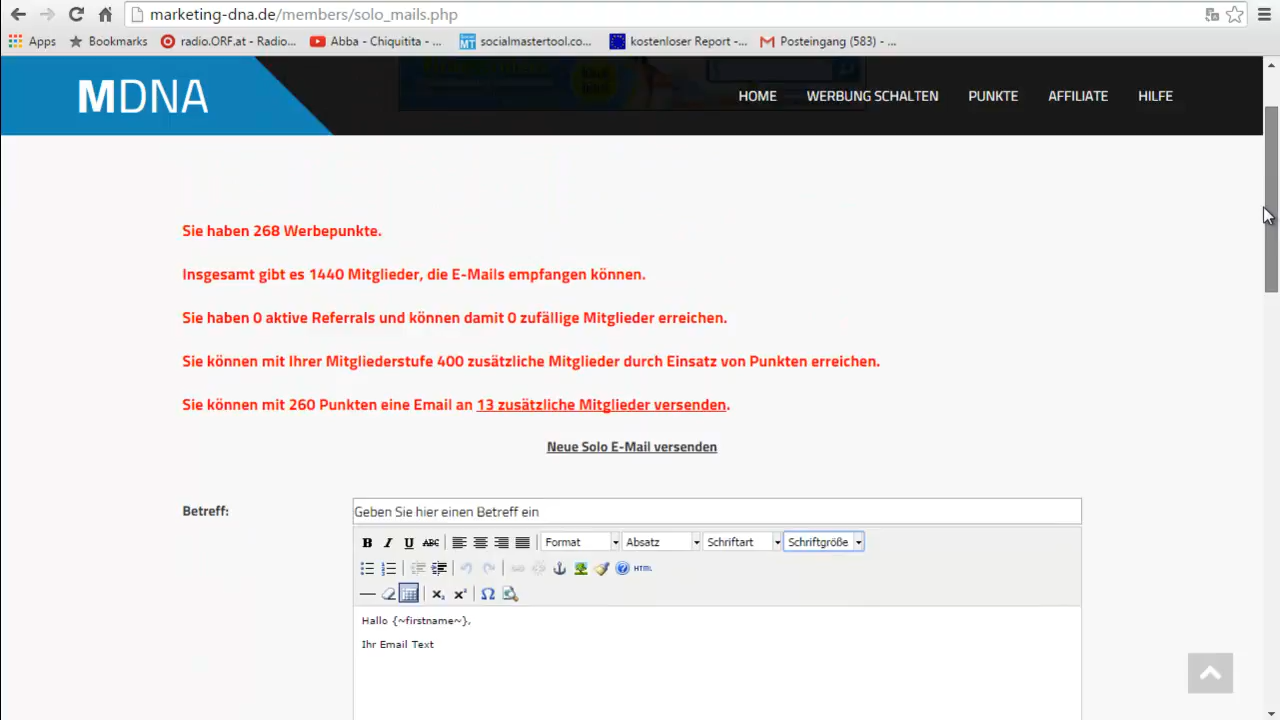 marketing-dna.de/members/solo_mails.php
Apps Bookmarks radio.ORF.at - Radio... Abba - Chiquitita - ... socialmastertool.co... kostenloser Report -... Posteingang (583) - ...
MDNA HOME WERBUNG SCHALTEN PUNKTE AFFILIATE HILFE
Sie haben 268 Werbepunkte.
Insgesamt gibt es 1440 Mitglieder, die E-Mails empfangen können.
Sie haben 0 aktive Referrals und können damit 0 zufällige Mitglieder erreichen.
Sie können mit Ihrer Mitgliederstufe 400 zusätzliche Mitglieder durch Einsatz von Punkten erreichen.
Sie können mit 260 Punkten eine Email an 13 zusätzliche Mitglieder versenden.
Neue Solo E-Mail versenden
Betreff: Geben Sie hier einen Betreff ein
B I U ABC Format Absatz Schriftart Schriftgröße
HTML
x₂ x² Ω
Hallo {~firstname~},
Ihr Email Text